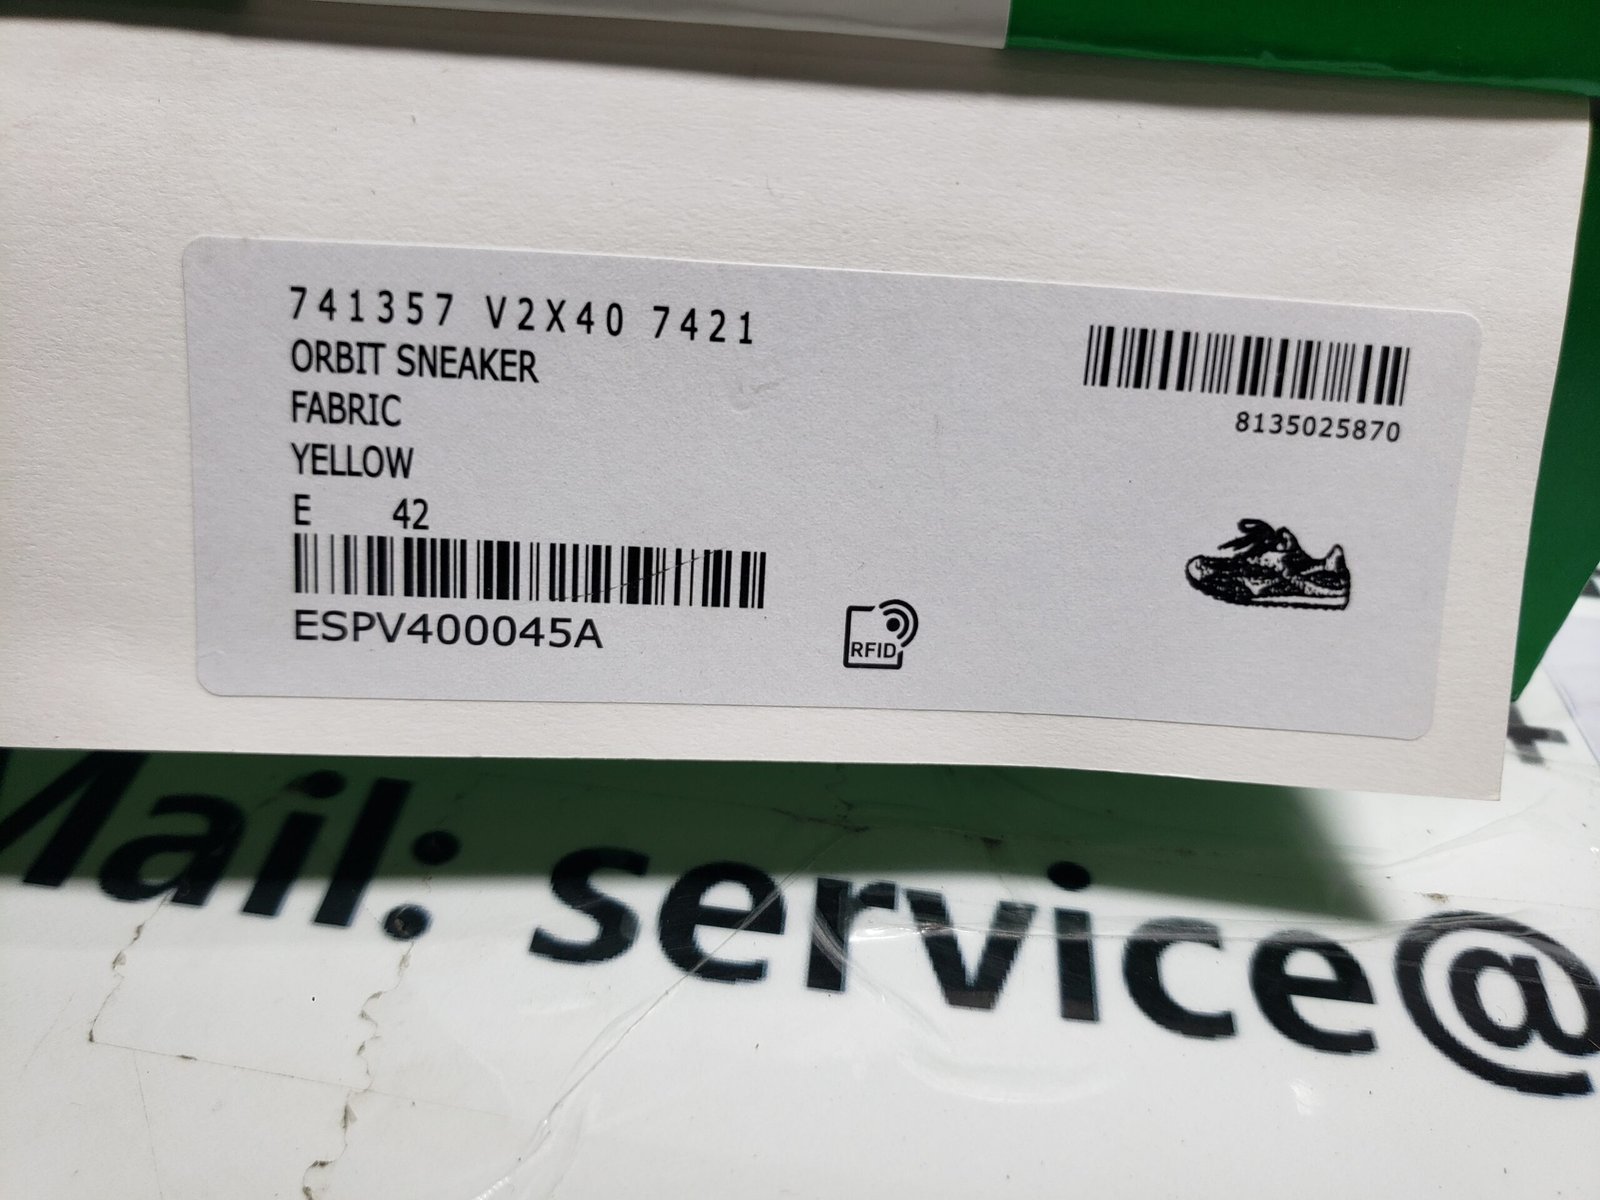 741357 V2X40 7421
ORBIT SNEAKER
FABRIC
YELLOW
E 42
ESPV400045A
8135025870
RFID
Mail: service@